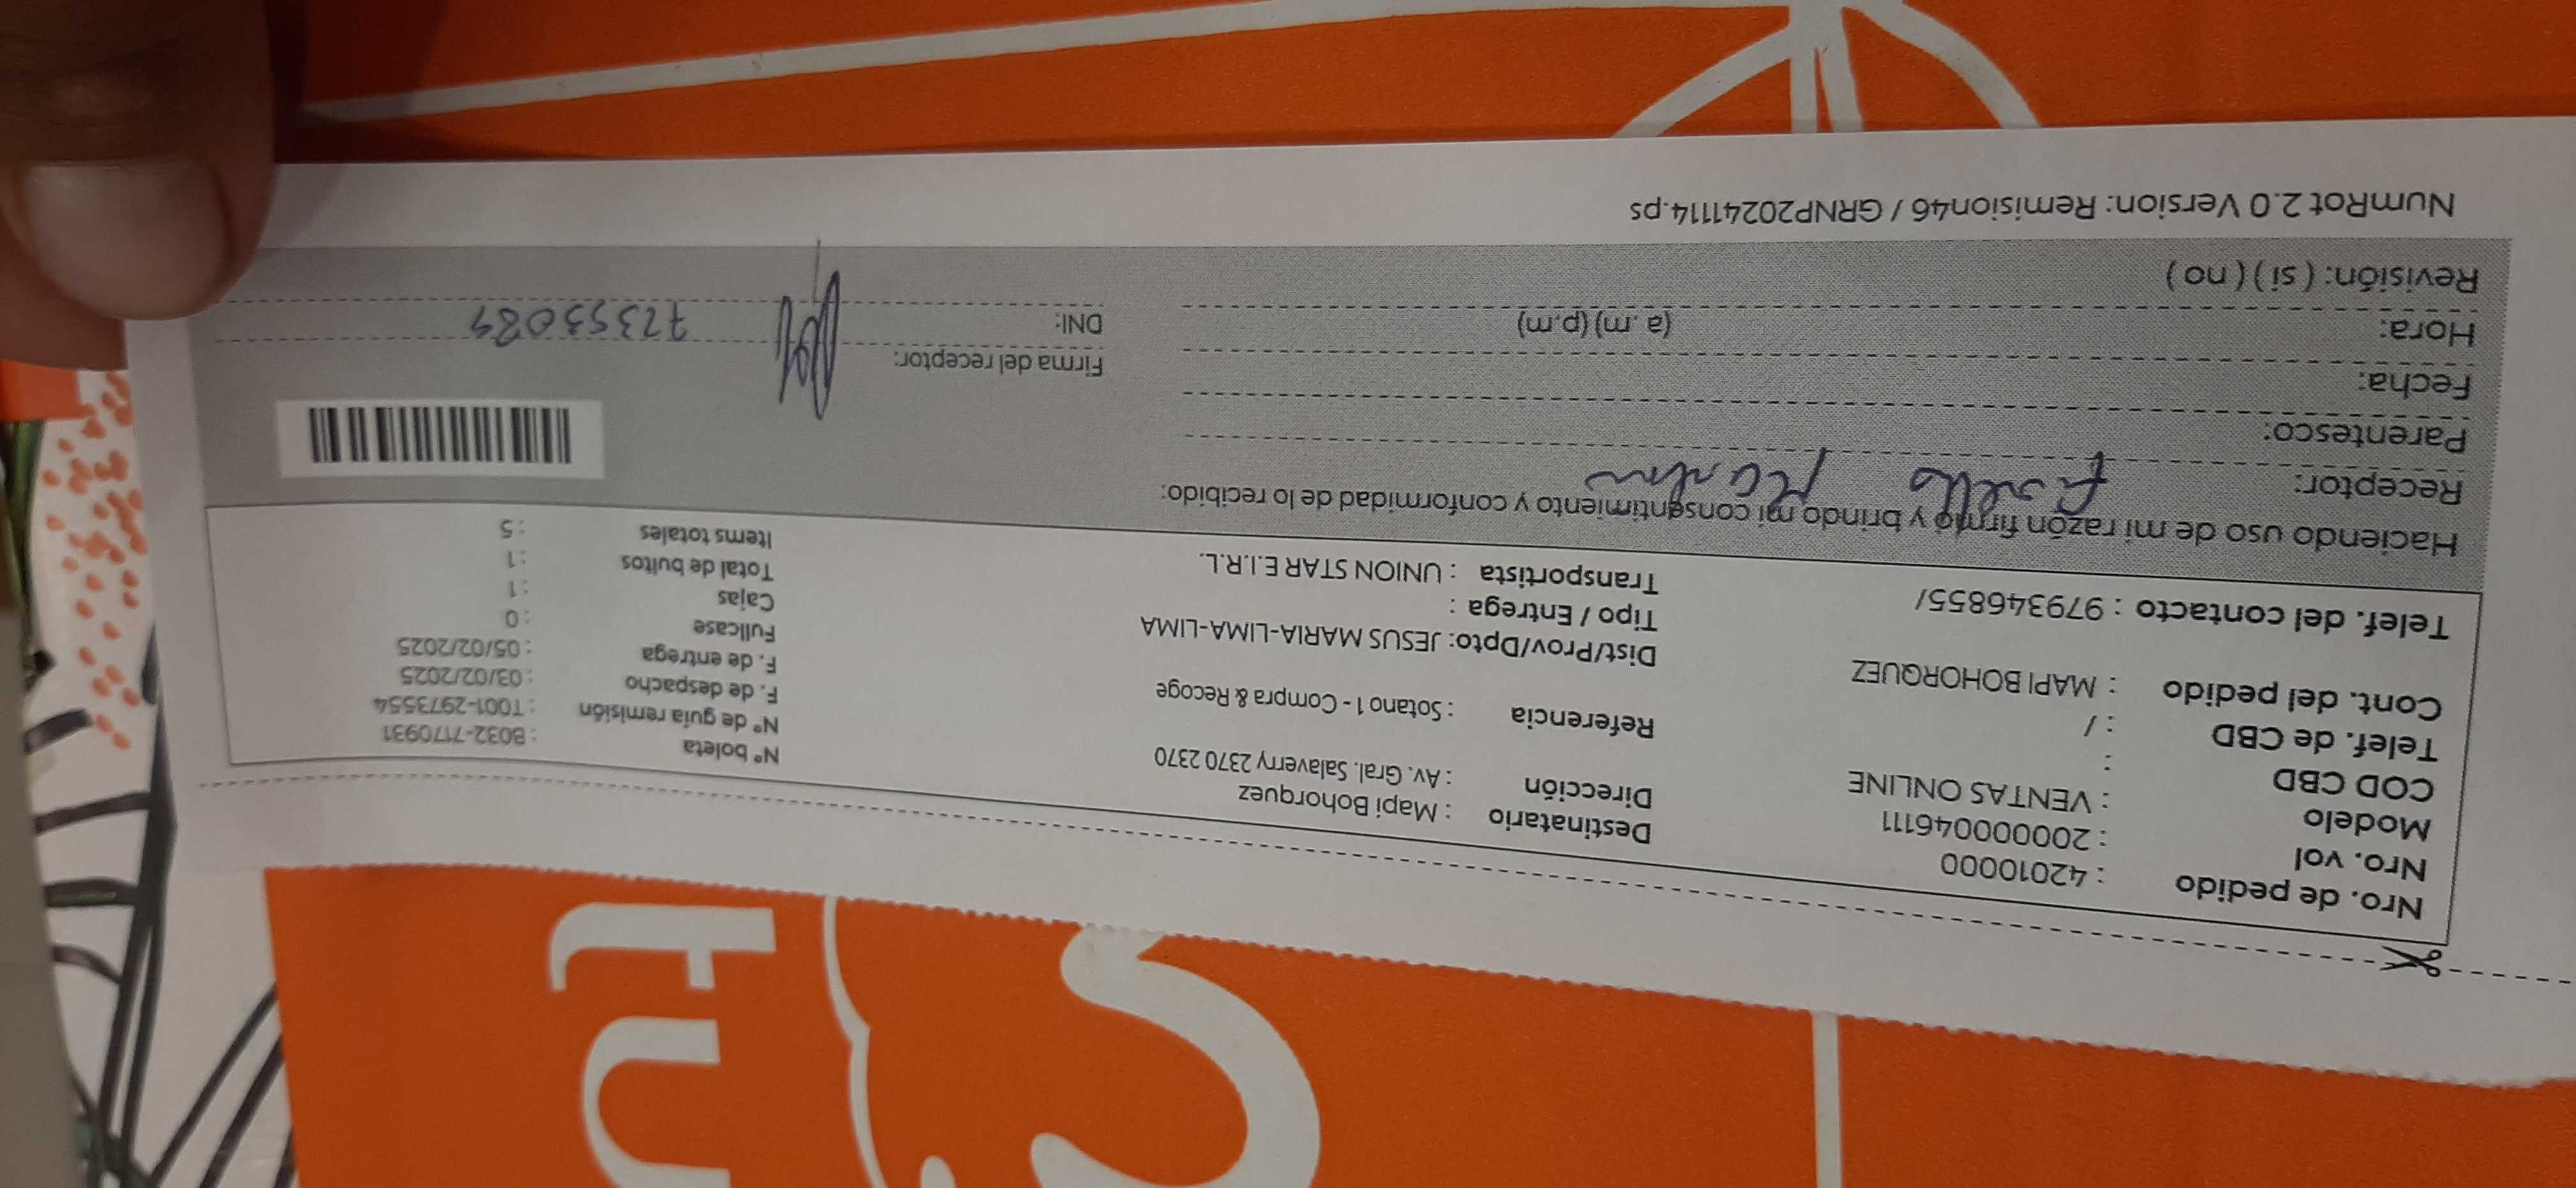 Nro. de pedido : 42010000
Nro. vol : 200000046111
Modelo : VENTAS ONLINE
COD CBD :
Telef. de CBD : /
Cont. del pedido : MAPI BOHORQUEZ
Telef. del contacto : 979346855/
Destinatario : Mapi Bohorquez
Dirección : Av. Gral. Salaverry 2370 2370
Referencia : Sotano 1 - Compra & Recoge
Dist/Prov/Dpto: JESUS MARIA-LIMA-LIMA
Tipo / Entrega :
Transportista : UNION STAR E.I.R.L.
N° boleta : B032-7170931
N° de guía remisión : T001-2973554
F. de despacho : 03/02/2025
F. de entrega : 05/02/2025
Fullcase : 0
Cajas : 1
Total de bultos : 1
Items totales : 5
Haciendo uso de mi razón firmo y brindo mi consentimiento y conformidad de lo recibido:
Receptor:
Parentesco:
Fecha:
Hora: (a.m) (p.m)
Revisión: ( si ) ( no )
Firma del receptor:
DNI:
NumRot 2.0 Version: Remision46 / GRNP20241114.ps
tu